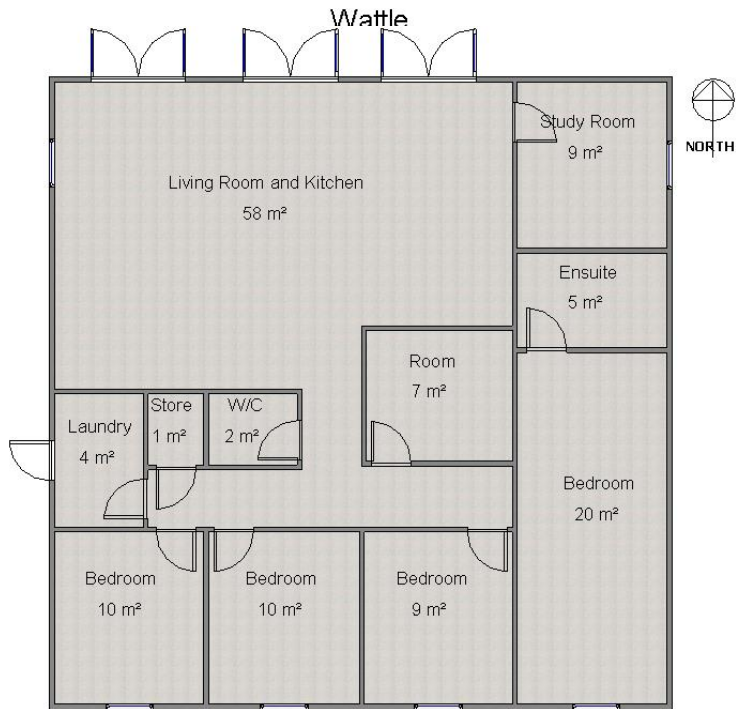 Wattle
Study Room
9 m²
NORTH
Living Room and Kitchen
58 m²
Ensuite
5 m²
Room
7 m²
Laundry
4 m²
Store
1 m²
W/C
2 m²
Bedroom
20 m²
Bedroom
10 m²
Bedroom
10 m²
Bedroom
9 m²